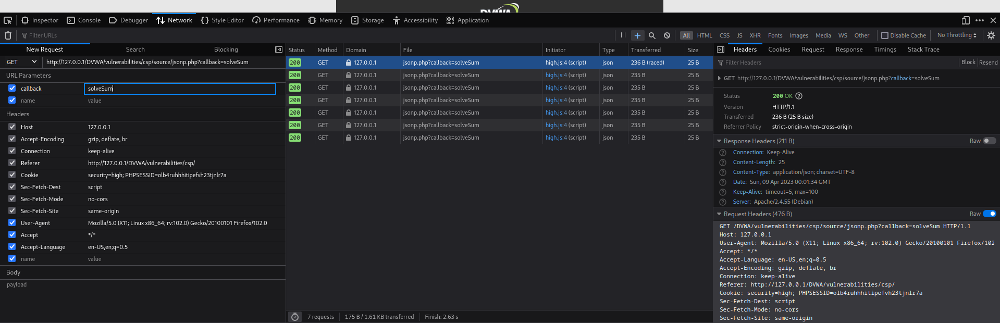 DVWA
Inspector Console Debugger Network Style Editor Performance Memory Storage Accessibility Application
Filter URLs
All HTML CSS JS XHR Fonts Images Media WS Other Disable Cache No Throttling
New Request Search Blocking
GET http://127.0.0.1/DVWA/vulnerabilities/csp/source/jsonp.php?callback=solveSum
URL Parameters
callback solveSum
name value
Headers
Host 127.0.0.1
Accept-Encoding gzip, deflate, br
Connection keep-alive
Referer http://127.0.0.1/DVWA/vulnerabilities/csp/
Cookie security=high; PHPSESSID=olb4ruhhhitipefvh23tjnlr7a
Sec-Fetch-Dest script
Sec-Fetch-Mode no-cors
Sec-Fetch-Site same-origin
User-Agent Mozilla/5.0 (X11; Linux x86_64; rv:102.0) Gecko/20100101 Firefox/102.0
Accept */*
Accept-Language en-US,en;q=0.5
name value
Body
payload
Status Method Domain File Initiator Type Transferred Size
200 GET 127.0.0.1 jsonp.php?callback=solveSum high.js:4 (script) json 236 B (raced) 25 B
200 GET 127.0.0.1 jsonp.php?callback=solveSum high.js:4 (script) json 235 B 25 B
200 GET 127.0.0.1 jsonp.php?callback=solveSum high.js:4 (script) json 235 B 25 B
200 GET 127.0.0.1 jsonp.php?callback=solveSum high.js:4 (script) json 235 B 25 B
200 GET 127.0.0.1 jsonp.php?callback=solveSum high.js:4 (script) json 235 B 25 B
200 GET 127.0.0.1 jsonp.php?callback=solveSum high.js:4 (script) json 235 B 25 B
200 GET 127.0.0.1 jsonp.php?callback=solveSum high.js:4 (script) json 235 B 25 B
7 requests 175 B / 1.61 KB transferred Finish: 2.63 s
Headers Cookies Request Response Timings Stack Trace
Filter Headers Block Resend
GET http://127.0.0.1/DVWA/vulnerabilities/csp/source/jsonp.php?callback=solveSum
Status 200 OK
Version HTTP/1.1
Transferred 236 B (25 B size)
Referrer Policy strict-origin-when-cross-origin
Response Headers (211 B) Raw
Connection: Keep-Alive
Content-Length: 25
Content-Type: application/json; charset=UTF-8
Date: Sun, 09 Apr 2023 00:01:34 GMT
Keep-Alive: timeout=5, max=100
Server: Apache/2.4.55 (Debian)
Request Headers (476 B) Raw
GET /DVWA/vulnerabilities/csp/source/jsonp.php?callback=solveSum HTTP/1.1
Host: 127.0.0.1
User-Agent: Mozilla/5.0 (X11; Linux x86_64; rv:102.0) Gecko/20100101 Firefox/102
Accept: */*
Accept-Language: en-US,en;q=0.5
Accept-Encoding: gzip, deflate, br
Connection: keep-alive
Referer: http://127.0.0.1/DVWA/vulnerabilities/csp/
Cookie: security=high; PHPSESSID=olb4ruhhhitipefvh23tjnlr7a
Sec-Fetch-Dest: script
Sec-Fetch-Mode: no-cors
Sec-Fetch-Site: same-origin